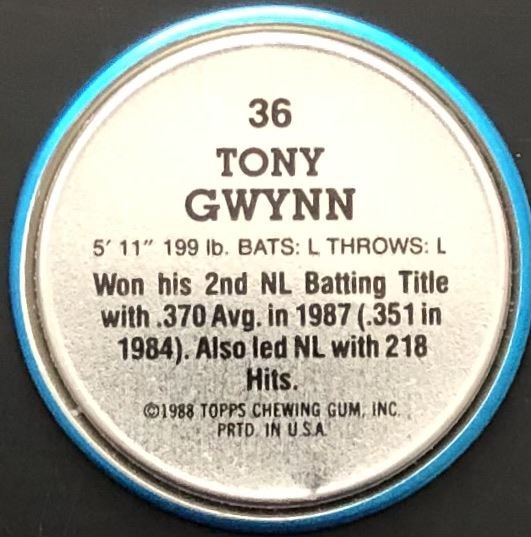 36
TONY
GWYNN
5' 11" 199 lb. BATS: L THROWS: L
Won his 2nd NL Batting Title
with .370 Avg. in 1987 (.351 in
1984). Also led NL with 218
Hits.
©1988 TOPPS CHEWING GUM, INC.
PRTD. IN U.S.A.